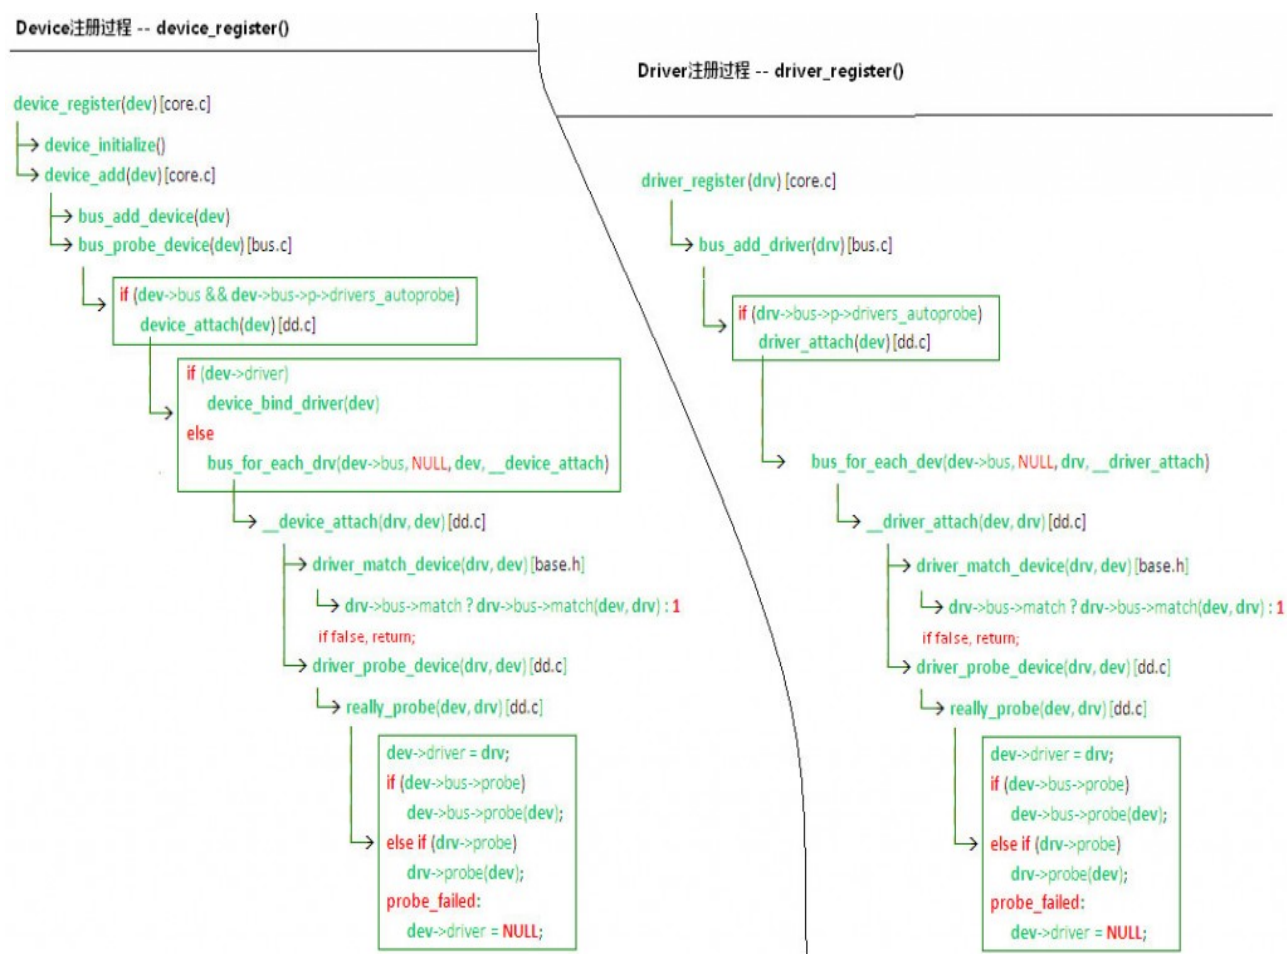 Device注册过程 -- device_register()
device_register(dev) [core.c]
device_initialize()
device_add(dev) [core.c]
bus_add_device(dev)
bus_probe_device(dev) [bus.c]
if (dev->bus && dev->bus->p->drivers_autoprobe)
device_attach(dev) [dd.c]
if (dev->driver)
device_bind_driver(dev)
else
bus_for_each_drv(dev->bus, NULL, dev, __device_attach)
__device_attach(drv, dev) [dd.c]
driver_match_device(drv, dev) [base.h]
drv->bus->match ? drv->bus->match(dev, drv) : 1
if false, return;
driver_probe_device(drv, dev) [dd.c]
really_probe(dev, drv) [dd.c]
dev->driver = drv;
if (dev->bus->probe)
dev->bus->probe(dev);
else if (drv->probe)
drv->probe(dev);
probe_failed:
dev->driver = NULL;
Driver注册过程 -- driver_register()
driver_register(drv) [core.c]
bus_add_driver(drv) [bus.c]
if (drv->bus->p->drivers_autoprobe)
driver_attach(dev) [dd.c]
bus_for_each_dev(dev->bus, NULL, drv, __driver_attach)
__driver_attach(dev, drv) [dd.c]
driver_match_device(drv, dev) [base.h]
drv->bus->match ? drv->bus->match(dev, drv) : 1
if false, return;
driver_probe_device(drv, dev) [dd.c]
really_probe(dev, drv) [dd.c]
dev->driver = drv;
if (dev->bus->probe)
dev->bus->probe(dev);
else if (drv->probe)
drv->probe(dev);
probe_failed:
dev->driver = NULL;